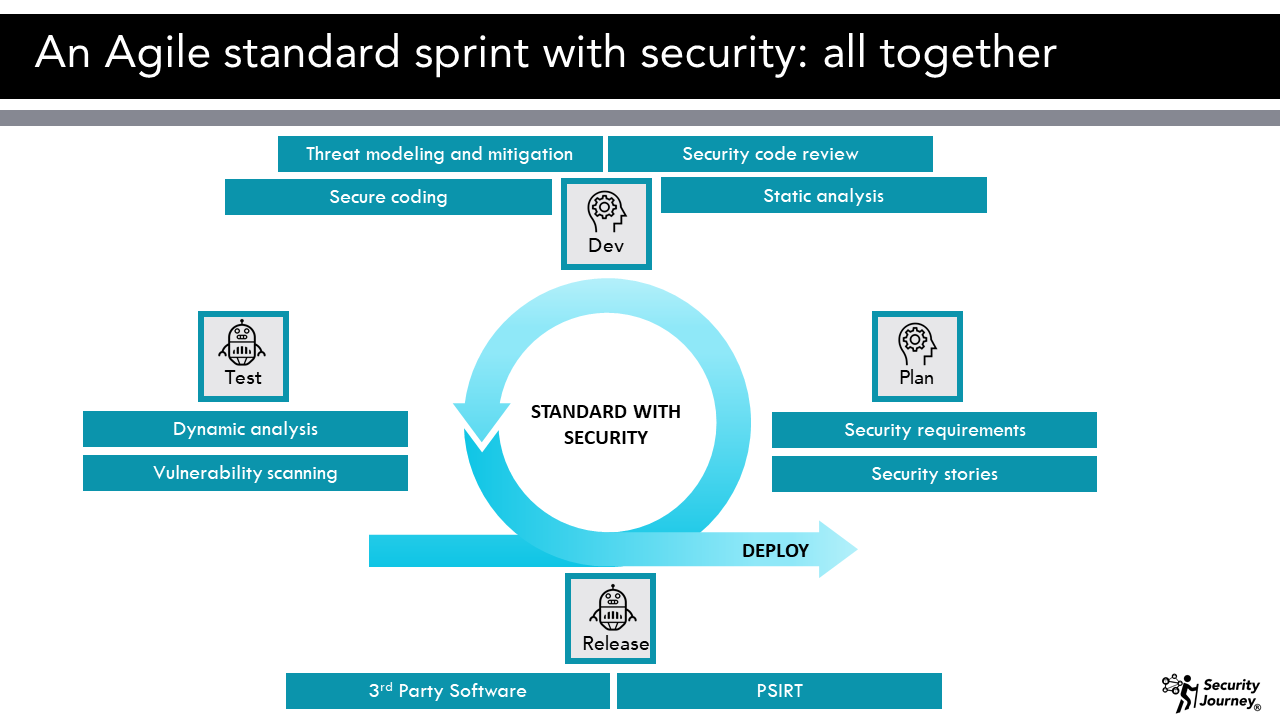 An Agile standard sprint with security: all together
Threat modeling and mitigation
Security code review
Secure coding
Static analysis
Dev
Test
Plan
STANDARD WITH
SECURITY
Dynamic analysis
Security requirements
Vulnerability scanning
Security stories
DEPLOY
Release
3rd Party Software
PSIRT
Security
Journey®